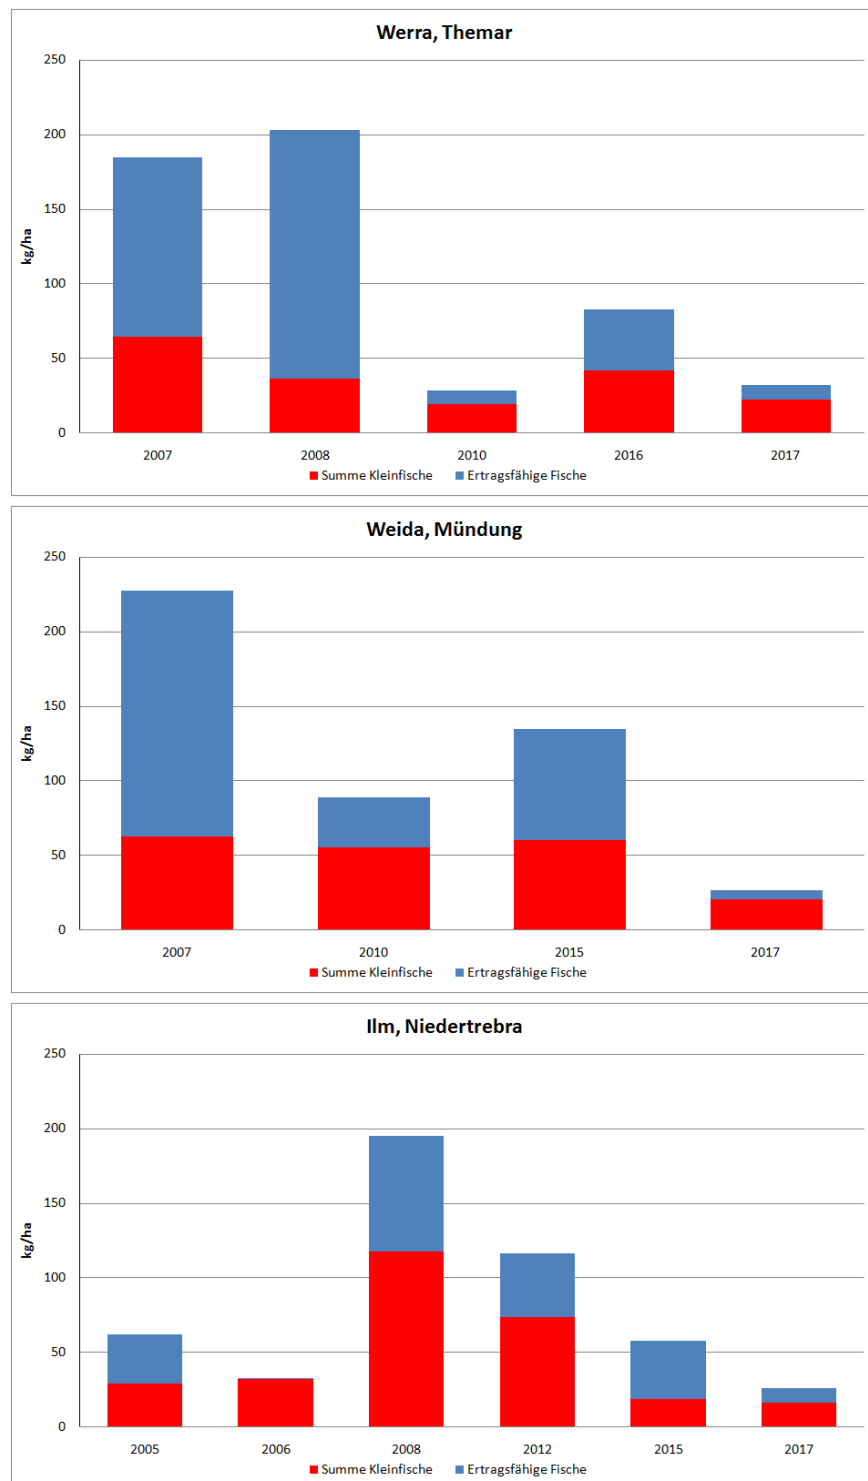 Werra, Themar
250
200
150
100
50
0
kg/ha
2007 2008 2010 2016 2017
Summe Kleinfische Ertragsfähige Fische
Weida, Mündung
250
200
150
100
50
0
kg/ha
2007 2010 2015 2017
Summe Kleinfische Ertragsfähige Fische
Ilm, Niedertrebra
250
200
150
100
50
0
kg/ha
2005 2006 2008 2012 2015 2017
Summe Kleinfische Ertragsfähige Fische